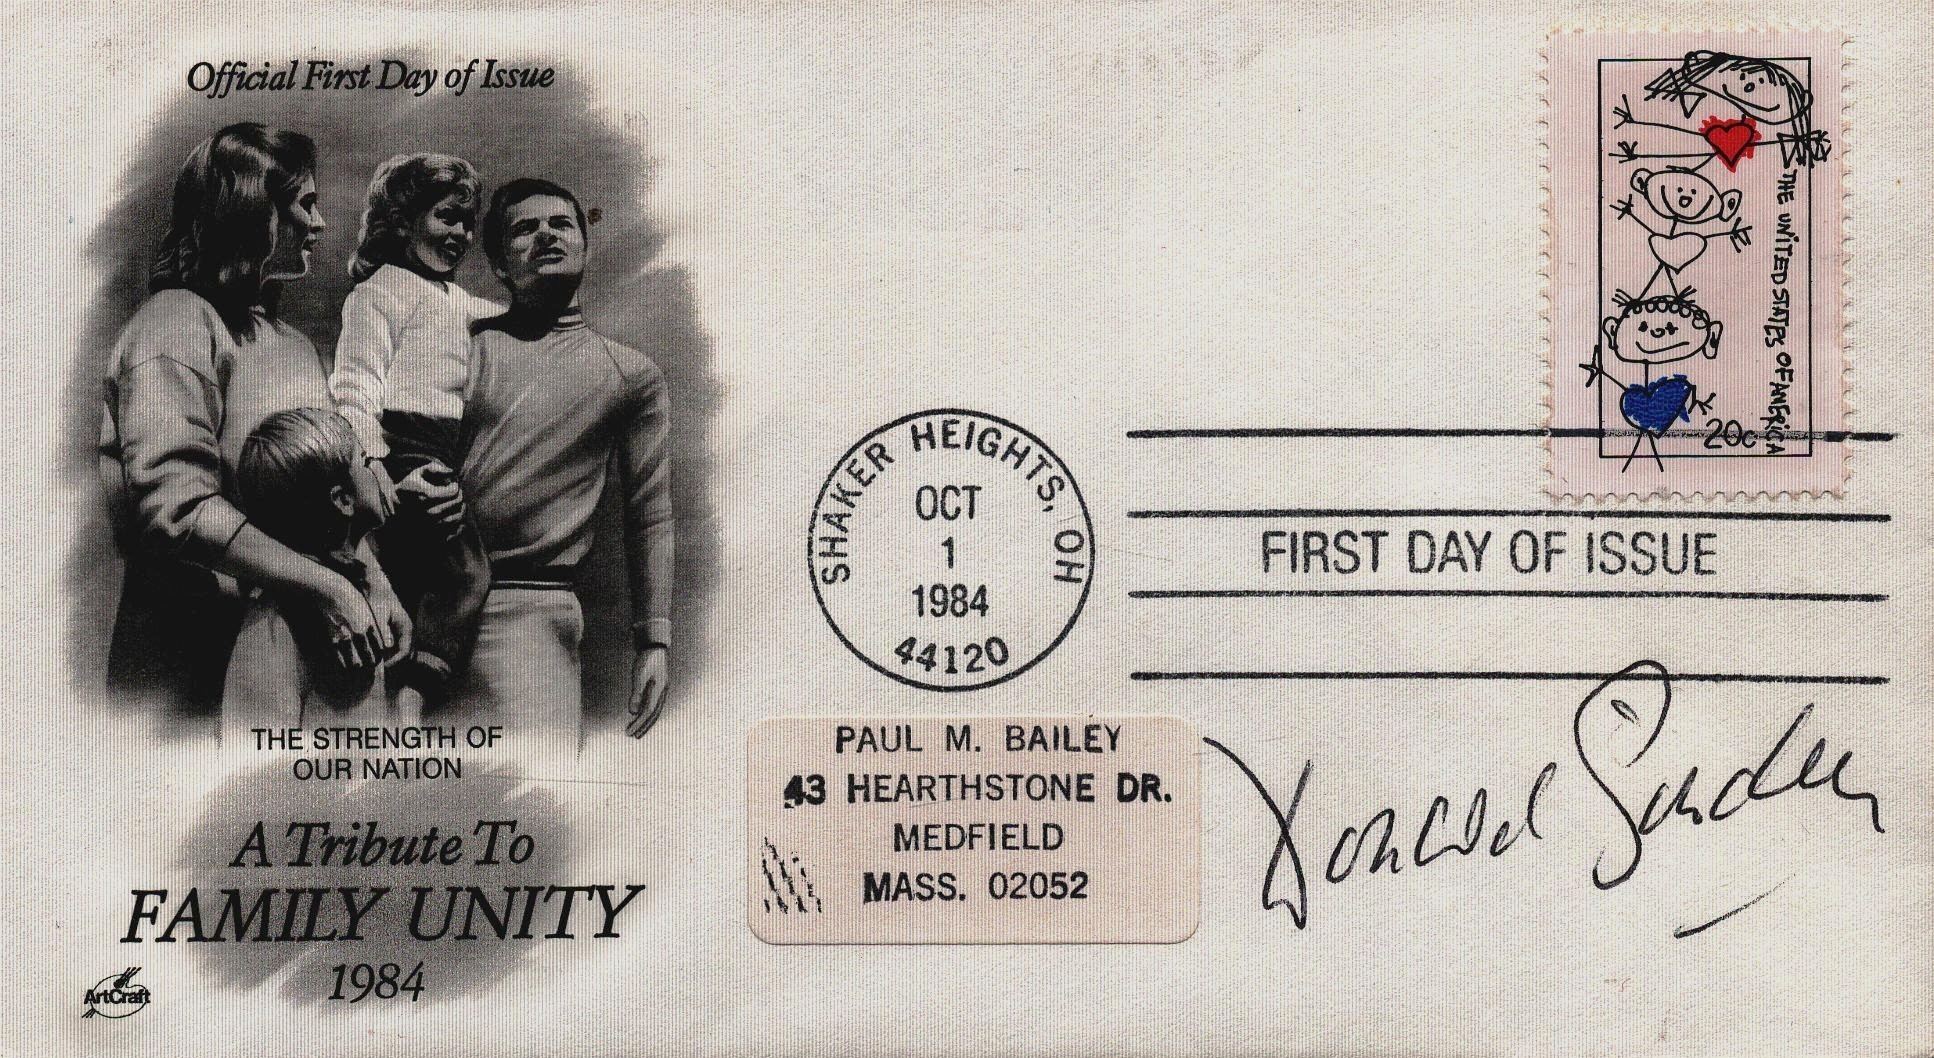 Official First Day of Issue
THE STRENGTH OF
OUR NATION
A Tribute To
FAMILY UNITY
1984
ArtCraft
THE UNITED STATES OF AMERICA
20c
SHAKER HEIGHTS, OH
OCT
1
1984
44120
FIRST DAY OF ISSUE
PAUL M. BAILEY
43 HEARTHSTONE DR.
MEDFIELD
MASS. 02052